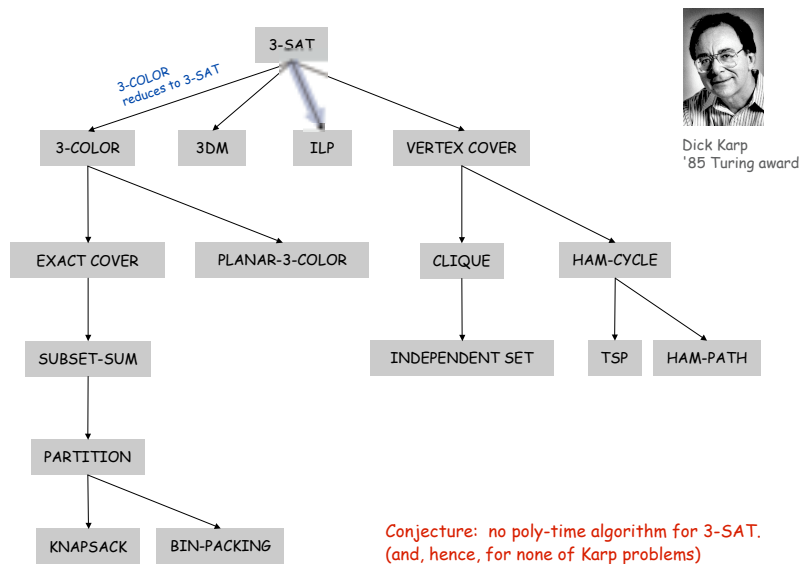 3-SAT
3-COLOR
reduces to 3-SAT
Dick Karp
'85 Turing award
3-COLOR
3DM
ILP
VERTEX COVER
EXACT COVER
PLANAR-3-COLOR
CLIQUE
HAM-CYCLE
SUBSET-SUM
INDEPENDENT SET
TSP
HAM-PATH
PARTITION
KNAPSACK
BIN-PACKING
Conjecture: no poly-time algorithm for 3-SAT.
(and, hence, for none of Karp problems)